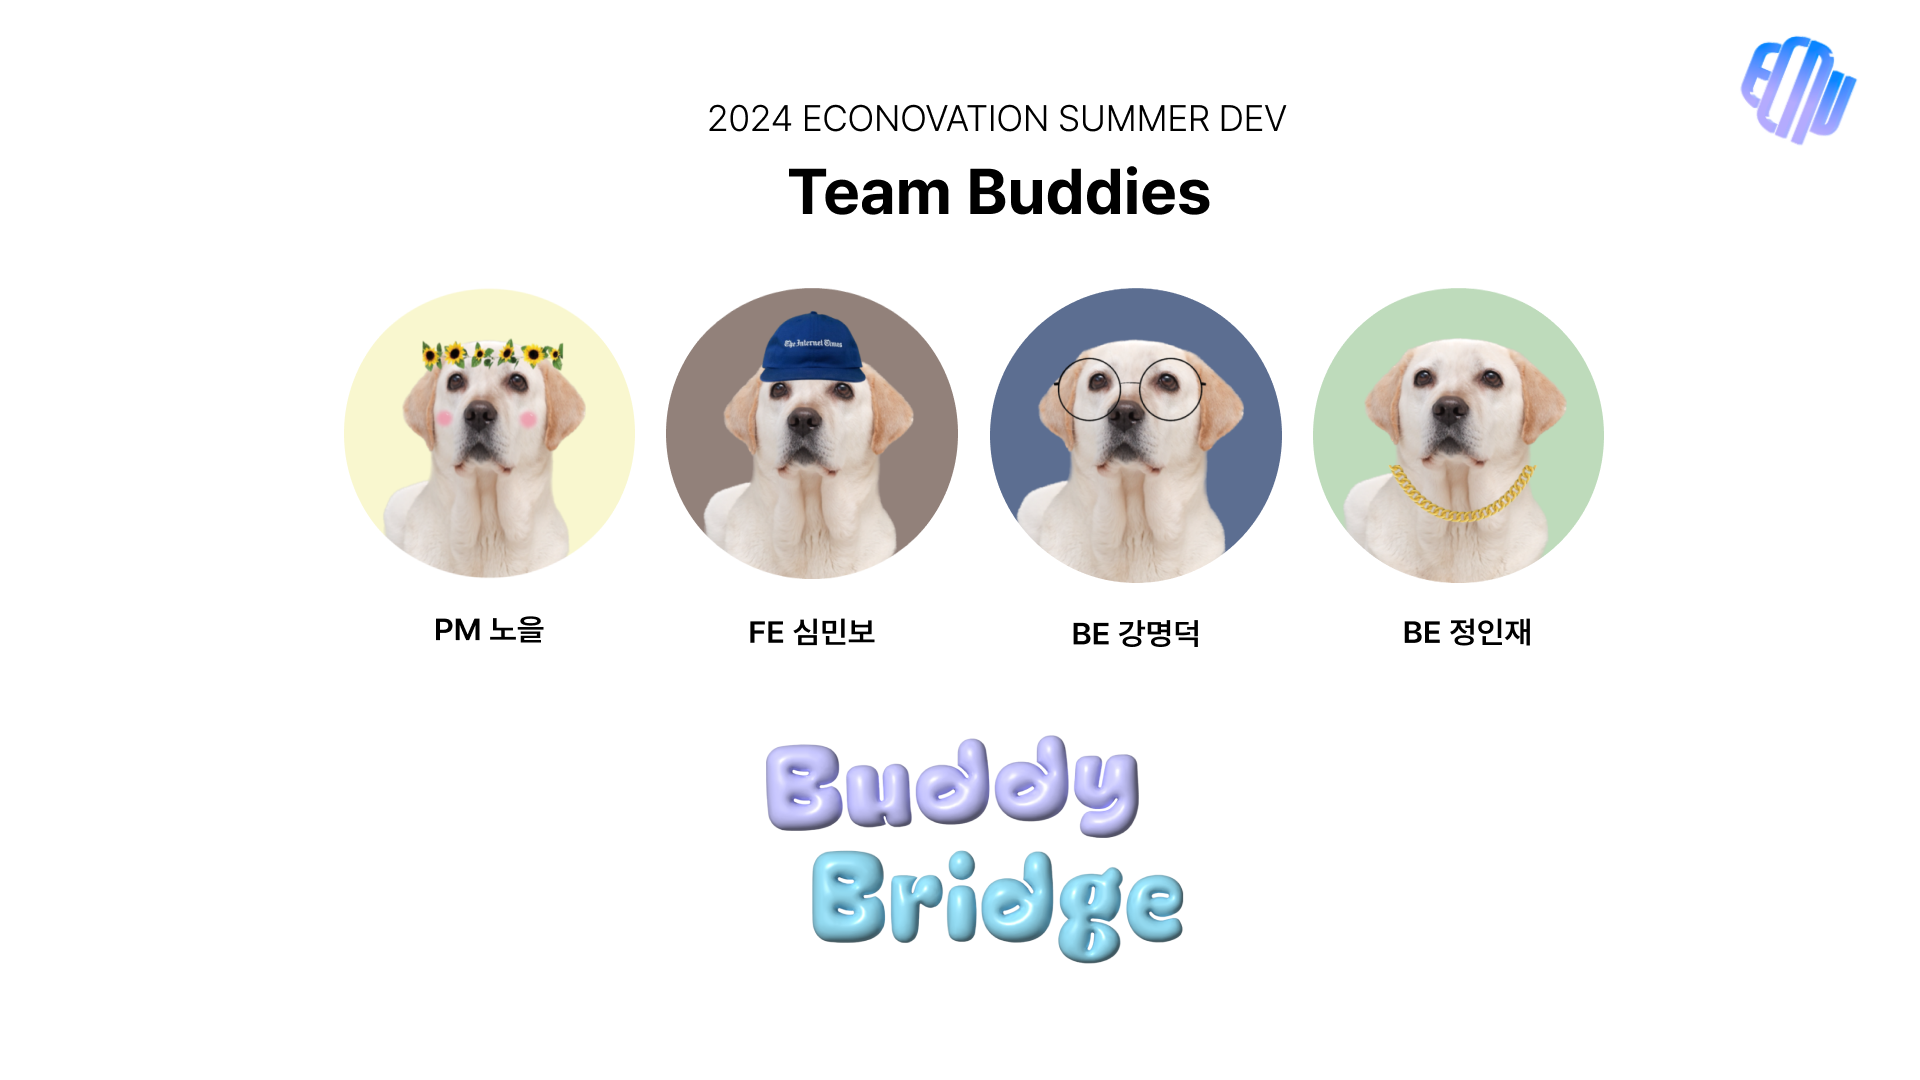 ECNU
2024 ECONOVATION SUMMER DEV
Team Buddies
The Internet Times
PM 노을
FE 심민보
BE 강명덕
BE 정인재
Buddy
Bridge